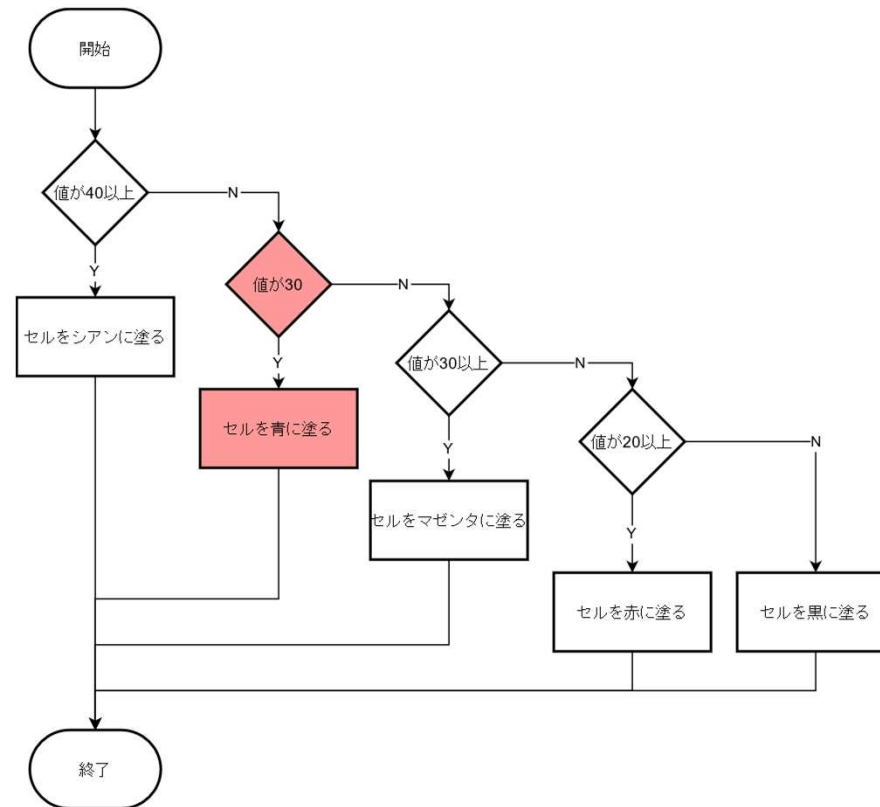 開始
値が40以上
N
Y
セルをシアンに塗る
値が30
N
Y
セルを青に塗る
値が30以上
N
Y
セルをマゼンタに塗る
値が20以上
N
Y
セルを赤に塗る
セルを黒に塗る
終了